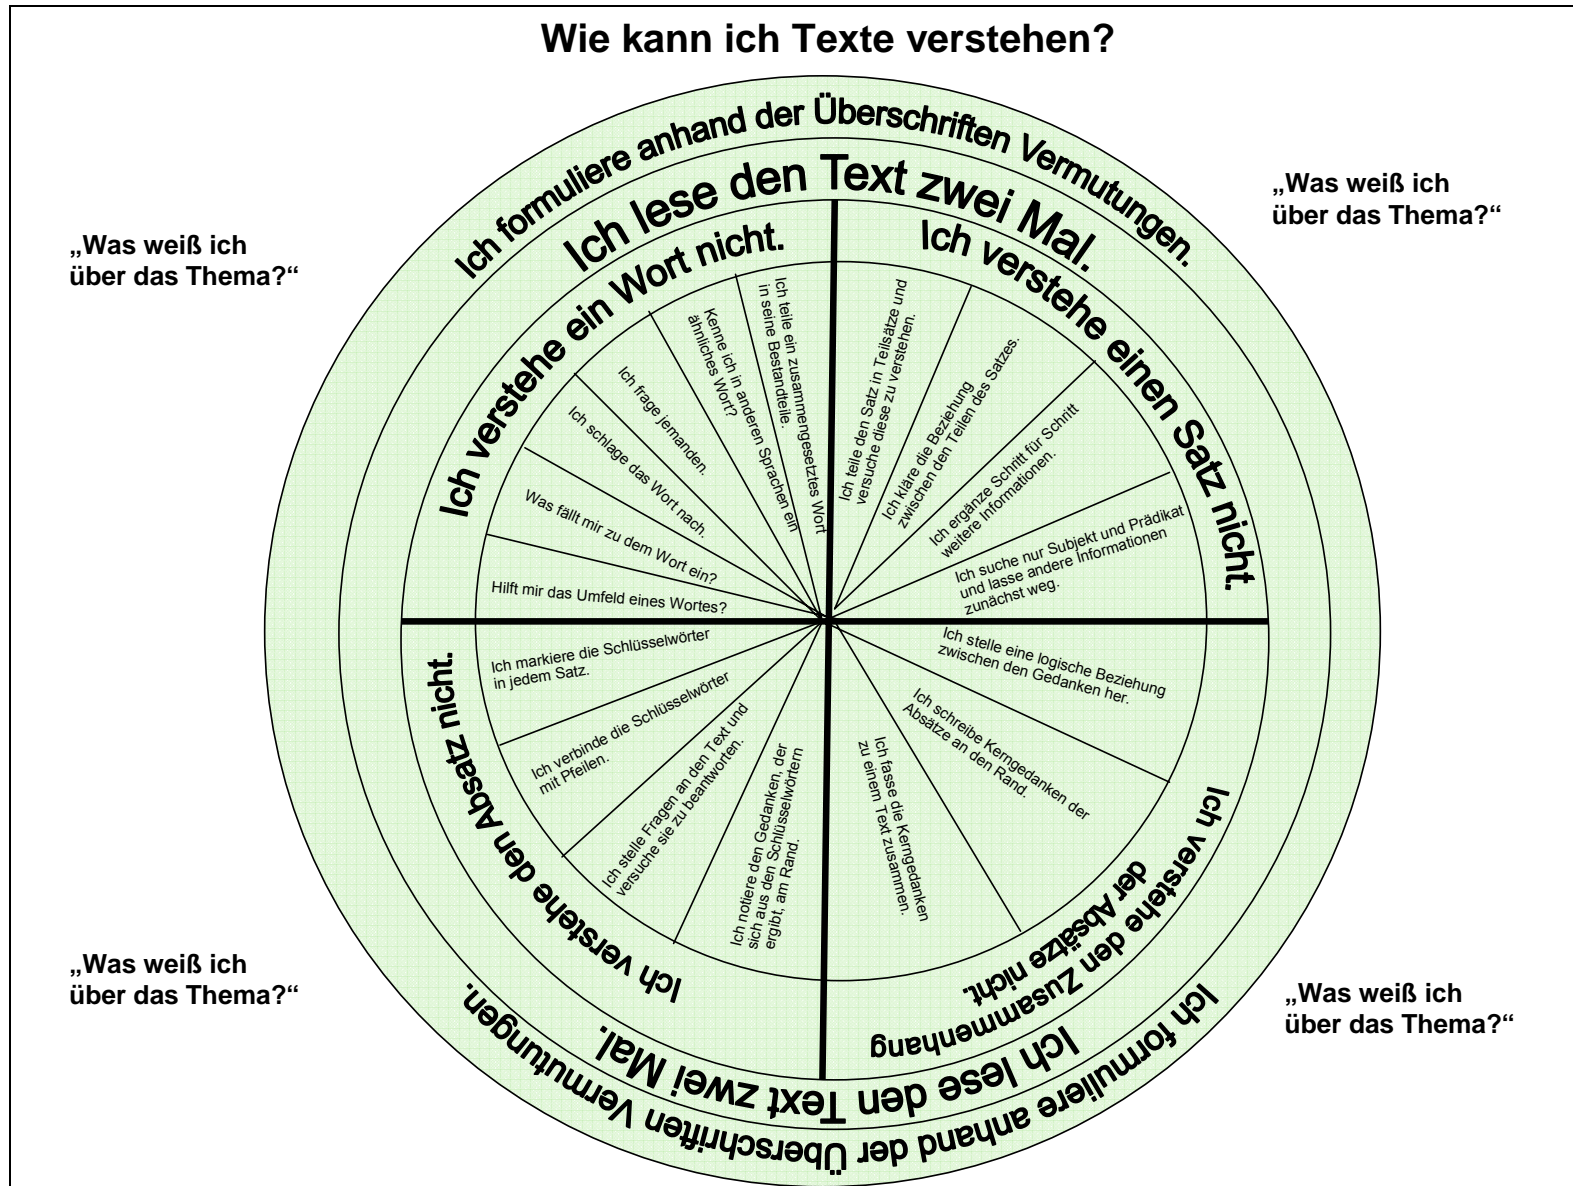 Wie kann ich Texte verstehen?
„Was weiß ich
über das Thema?“
„Was weiß ich
über das Thema?“
Ich formuliere anhand der Überschriften Vermutungen.
Ich lese den Text zwei Mal.
Ich verstehe ein Wort nicht.
Hilft mir das Umfeld eines Wortes?
Was fällt mir zu dem Wort ein?
Ich schlage das Wort nach.
Ich frage jemanden.
Kenne ich in anderen Sprachen ein
ähnliches Wort?
Ich teile ein zusammengesetztes Wort
in seine Bestandteile.
Ich verstehe einen Satz nicht.
Ich teile den Satz in Teilsätze und
versuche diese zu verstehen.
Ich kläre die Beziehung
zwischen den Teilen des Satzes.
Ich ergänze Schritt für Schritt
weitere Informationen.
Ich suche nur Subjekt und Prädikat
und lasse andere Informationen
zunächst weg.
Ich verstehe den Zusammenhang
der Absätze nicht.
Ich stelle eine logische Beziehung
zwischen den Gedanken her.
Ich schreibe Kerngedanken der
Absätze an den Rand.
Ich fasse die Kerngedanken
zu einem Text zusammen.
Ich verstehe den Absatz nicht.
Ich markiere die Schlüsselwörter
in jedem Satz.
Ich verbinde die Schlüsselwörter
mit Pfeilen.
Ich stelle Fragen an den Text und
versuche sie zu beantworten.
Ich notiere den Gedanken, der
sich aus den Schlüsselwörtern
ergibt, am Rand.
Ich lese den Text zwei Mal.
Ich formuliere anhand der Überschriften Vermutungen.
„Was weiß ich
über das Thema?“
„Was weiß ich
über das Thema?“